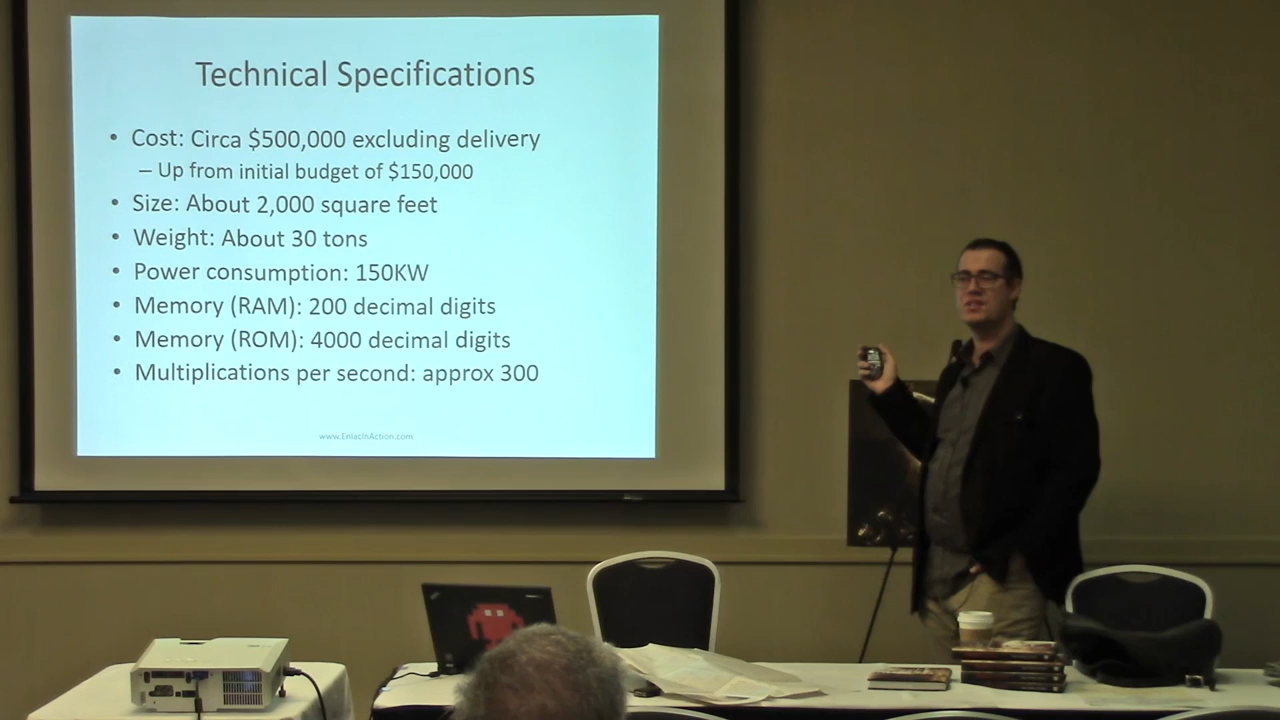 Technical Specifications
• Cost: Circa $500,000 excluding delivery
– Up from initial budget of $150,000
• Size: About 2,000 square feet
• Weight: About 30 tons
• Power consumption: 150KW
• Memory (RAM): 200 decimal digits
• Memory (ROM): 4000 decimal digits
• Multiplications per second: approx 300
www.EniacInAction.com